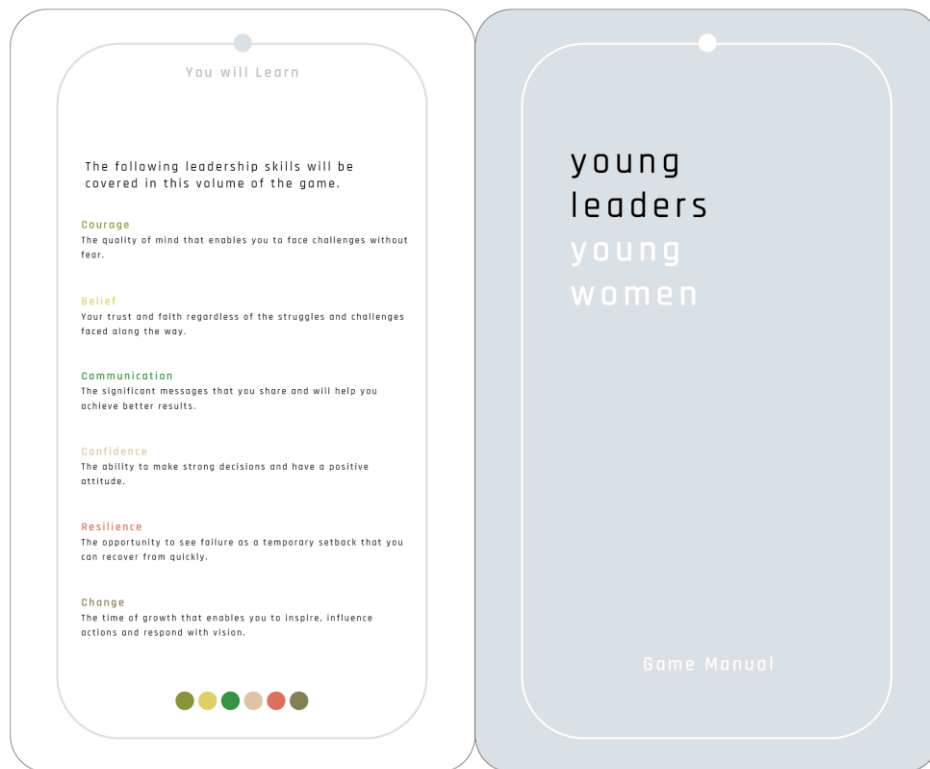 You will Learn
The following leadership skills will be
covered in this volume of the game.
Courage
The quality of mind that enables you to face challenges without
fear.
Belief
Your trust and faith regardless of the struggles and challenges
faced along the way.
Communication
The significant messages that you share and will help you
achieve better results.
Confidence
The ability to make strong decisions and have a positive
attitude.
Resilience
The opportunity to see failure as a temporary setback that you
can recover from quickly.
Change
The time of growth that enables you to inspire, influence
actions and respond with vision.
young
leaders
young
women
Game Manual